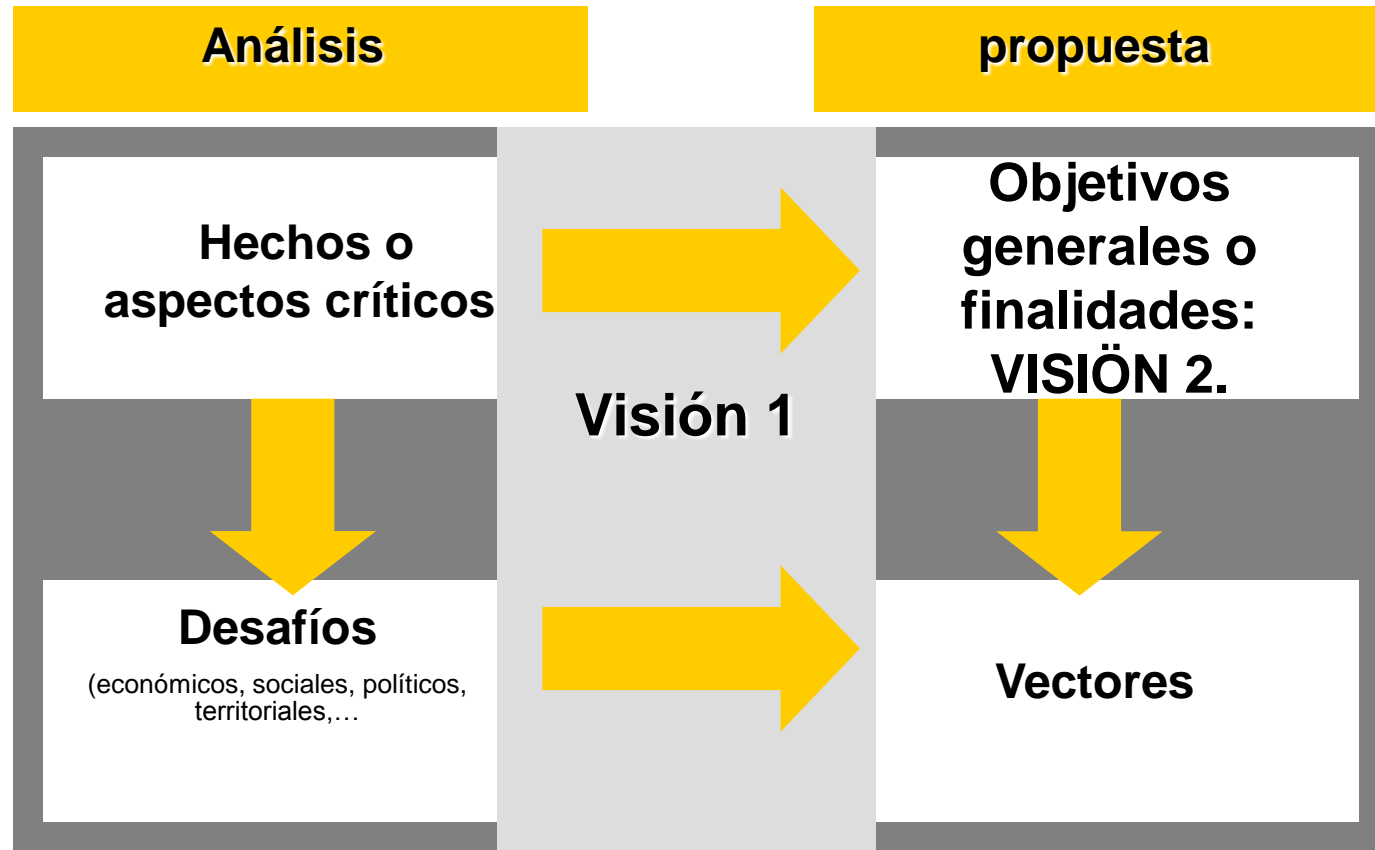 Análisis
propuesta
Hechos o
aspectos críticos
Visión 1
Objetivos
generales o
finalidades:
VISIÖN 2.
Desafíos
(económicos, sociales, políticos,
territoriales,…
Vectores